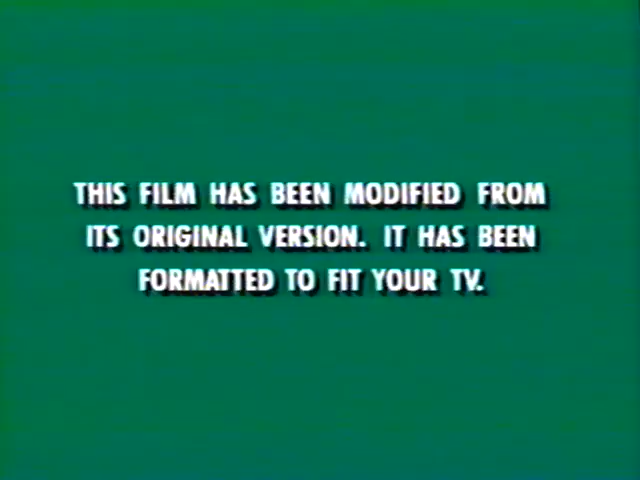 THIS FILM HAS BEEN MODIFIED FROM
ITS ORIGINAL VERSION. IT HAS BEEN
FORMATTED TO FIT YOUR TV.